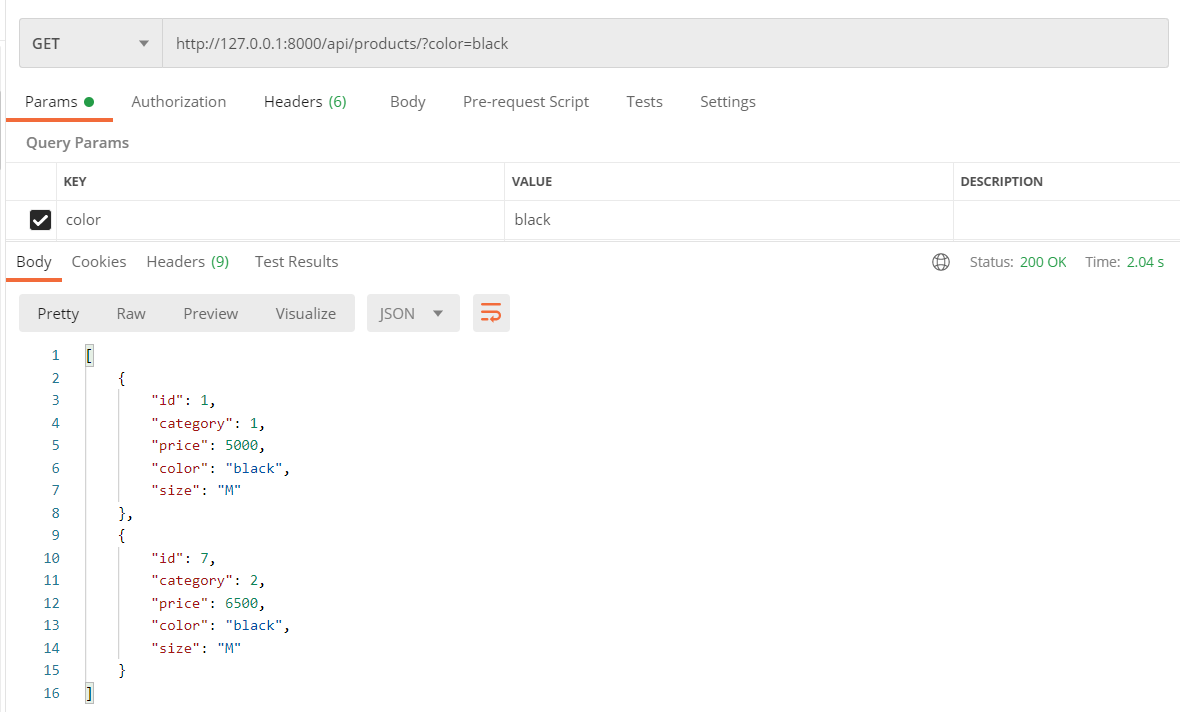 GET http://127.0.0.1:8000/api/products/?color=black
Params Authorization Headers (6) Body Pre-request Script Tests Settings
Query Params
KEY VALUE DESCRIPTION
color black
Body Cookies Headers (9) Test Results Status: 200 OK Time: 2.04 s
Pretty Raw Preview Visualize JSON
1 [
2 {
3 "id": 1,
4 "category": 1,
5 "price": 5000,
6 "color": "black",
7 "size": "M"
8 },
9 {
10 "id": 7,
11 "category": 2,
12 "price": 6500,
13 "color": "black",
14 "size": "M"
15 }
16 ]